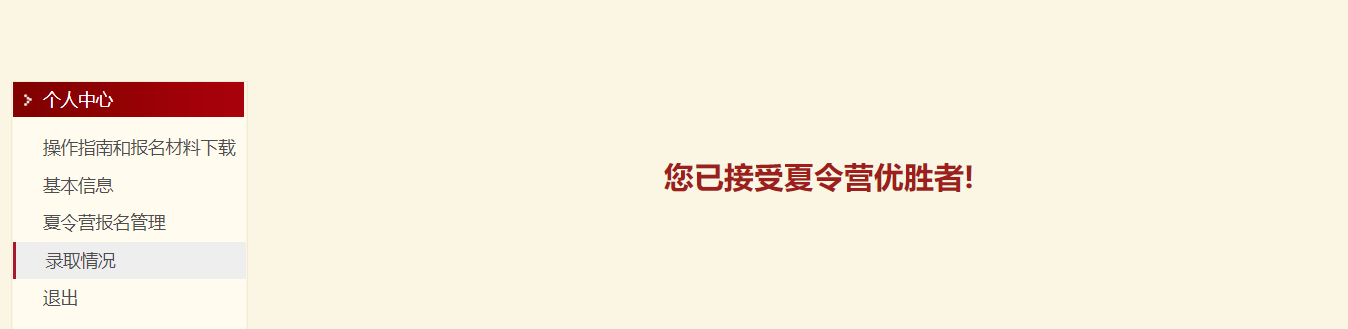 个人中心
操作指南和报名材料下载
基本信息
夏令营报名管理
录取情况
退出
您已接受夏令营优胜者!